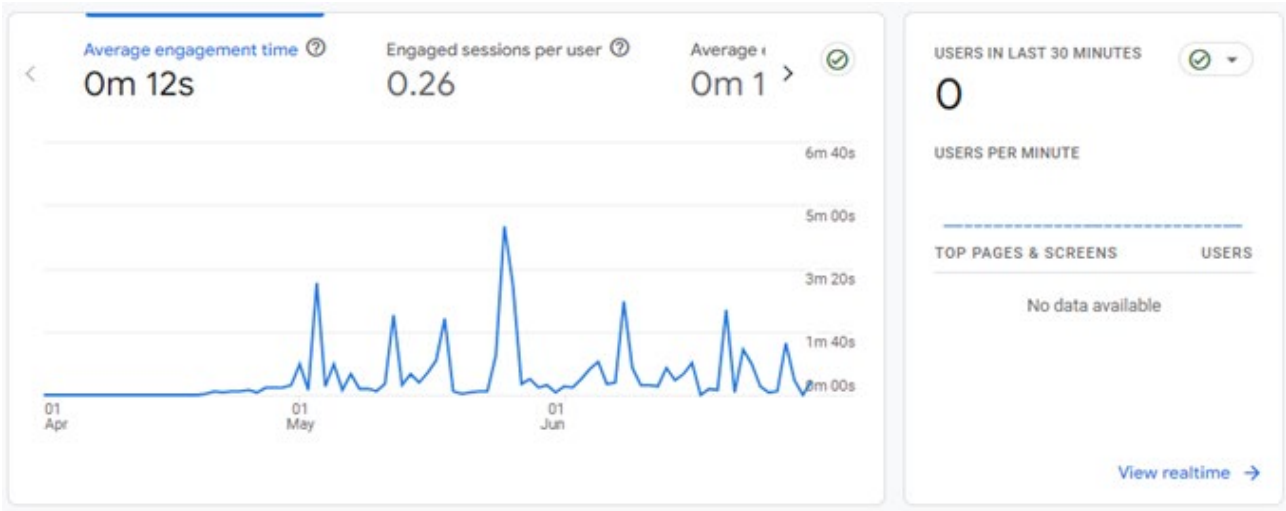 Average engagement time
0m 12s
Engaged sessions per user
0.26
Average
0m 1
6m 40s
5m 00s
3m 20s
1m 40s
0m 00s
01
Apr
01
May
01
Jun
USERS IN LAST 30 MINUTES
0
USERS PER MINUTE
TOP PAGES & SCREENS USERS
No data available
View realtime